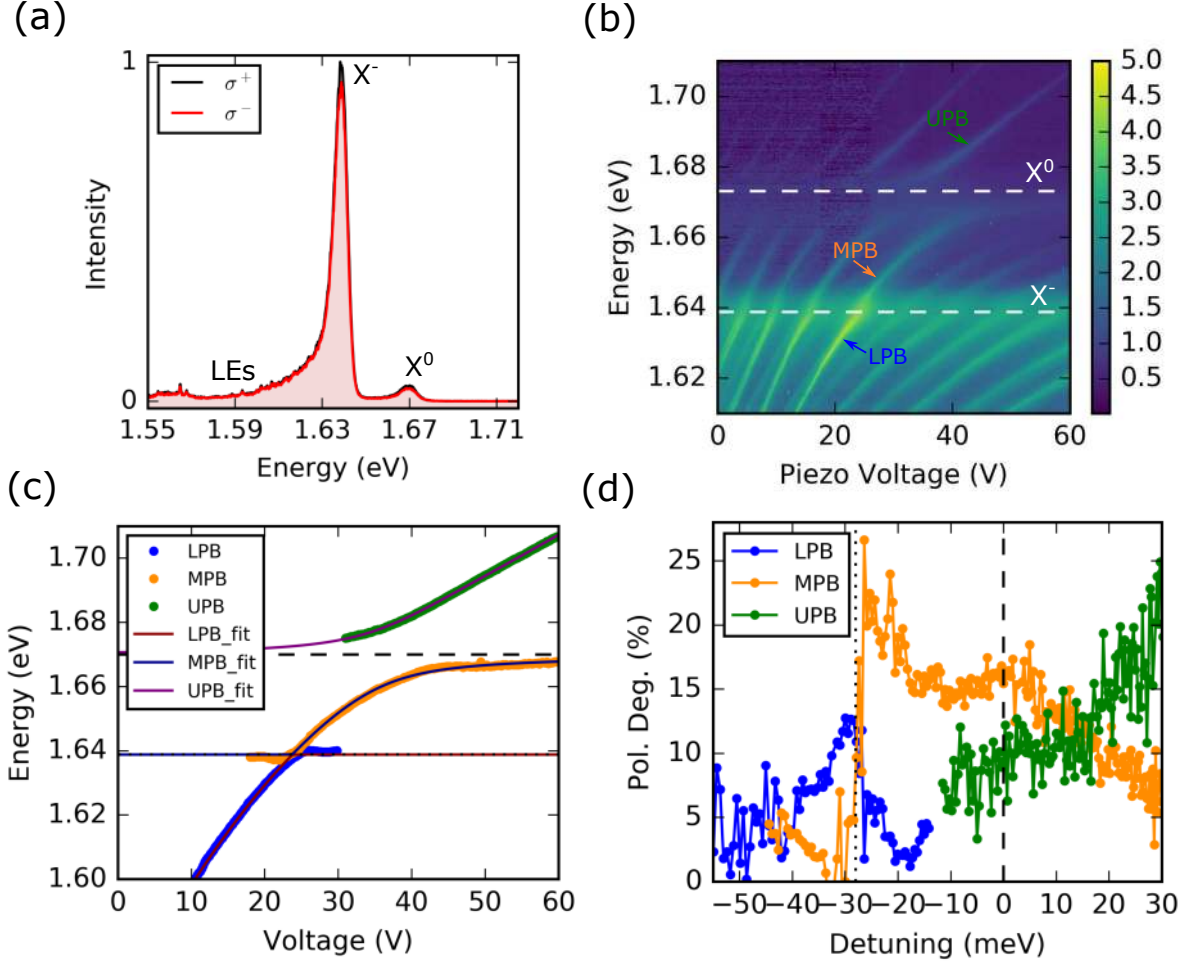 (a)
σ⁺
σ⁻
X⁻
LEs
X⁰
1
0
Intensity
1.55 1.59 1.63 1.67 1.71
Energy (eV)
(b)
UPB
X⁰
MPB
X⁻
LPB
1.70
1.68
1.66
1.64
1.62
Energy (eV)
0 20 40 60
Piezo Voltage (V)
5.0
4.5
4.0
3.5
3.0
2.5
2.0
1.5
1.0
0.5
(c)
LPB
MPB
UPB
LPB_fit
MPB_fit
UPB_fit
1.70
1.68
1.66
1.64
1.62
1.60
Energy (eV)
0 10 20 30 40 50 60
Voltage (V)
(d)
LPB
MPB
UPB
25
20
15
10
5
0
Pol. Deg. (%)
−50 −40 −30 −20 −10 0 10 20 30
Detuning (meV)